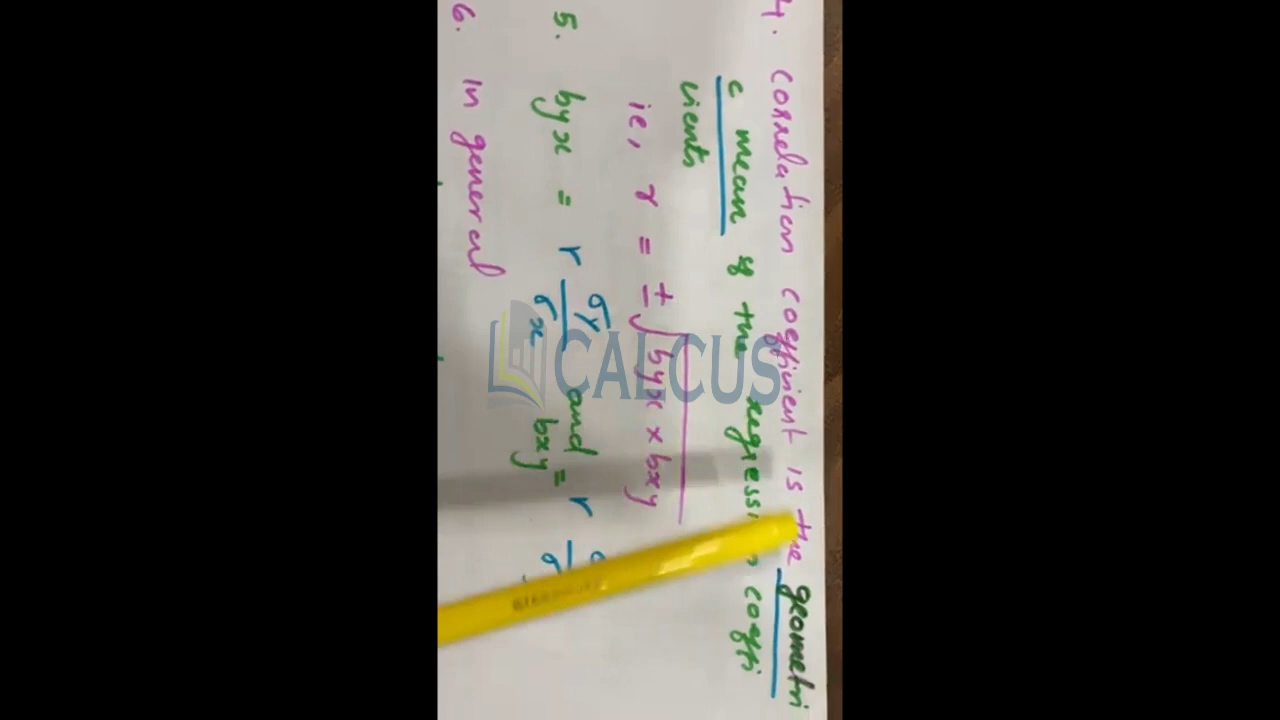 4. correlation coefficient is the geometri
c mean of the regression coeffi
cients
ie, r = ±√byx × bxy
5. byx = r σy/σx and bxy = r σ
6. In general
CALCUS